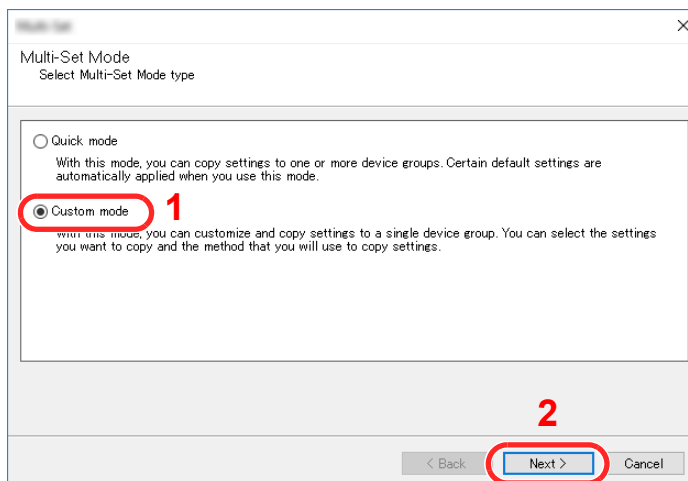 Multi-Set Mode
Select Multi-Set Mode type
Quick mode
With this mode, you can copy settings to one or more device groups. Certain default settings are
automatically applied when you use this mode.
Custom mode
1
With this mode, you can customize and copy settings to a single device group. You can select the settings
you want to copy and the method that you will use to copy settings.
2
< Back
Next >
Cancel